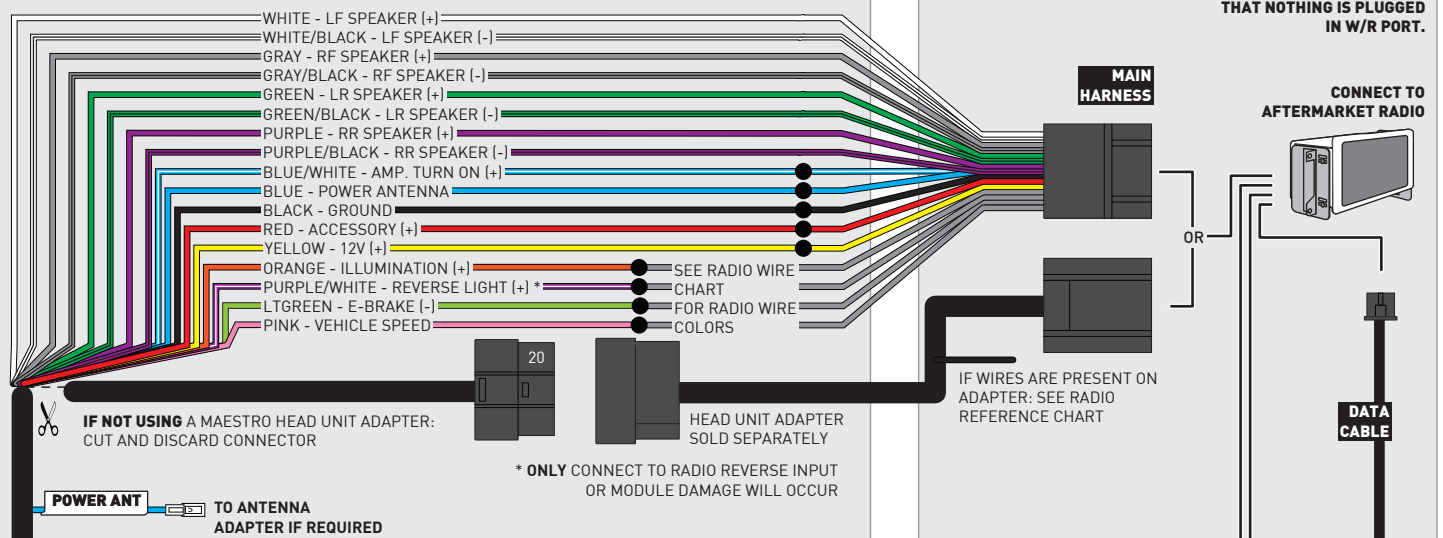 THAT NOTHING IS PLUGGED
IN W/R PORT.
WHITE - LF SPEAKER (+)
WHITE/BLACK - LF SPEAKER (-)
GRAY - RF SPEAKER (+)
GRAY/BLACK - RF SPEAKER (-)
GREEN - LR SPEAKER (+)
GREEN/BLACK - LR SPEAKER (-)
PURPLE - RR SPEAKER (+)
PURPLE/BLACK - RR SPEAKER (-)
BLUE/WHITE - AMP. TURN ON (+)
BLUE - POWER ANTENNA
BLACK - GROUND
RED - ACCESSORY (+)
YELLOW - 12V (+)
ORANGE - ILLUMINATION (+)
PURPLE/WHITE - REVERSE LIGHT (+) *
LTGREEN - E-BRAKE (-)
PINK - VEHICLE SPEED
SEE RADIO WIRE
CHART
FOR RADIO WIRE
COLORS
MAIN
HARNESS
CONNECT TO
AFTERMARKET RADIO
OR
20
IF NOT USING A MAESTRO HEAD UNIT ADAPTER:
CUT AND DISCARD CONNECTOR
HEAD UNIT ADAPTER
SOLD SEPARATELY
IF WIRES ARE PRESENT ON
ADAPTER: SEE RADIO
REFERENCE CHART
DATA
CABLE
* ONLY CONNECT TO RADIO REVERSE INPUT
OR MODULE DAMAGE WILL OCCUR
POWER ANT
TO ANTENNA
ADAPTER IF REQUIRED